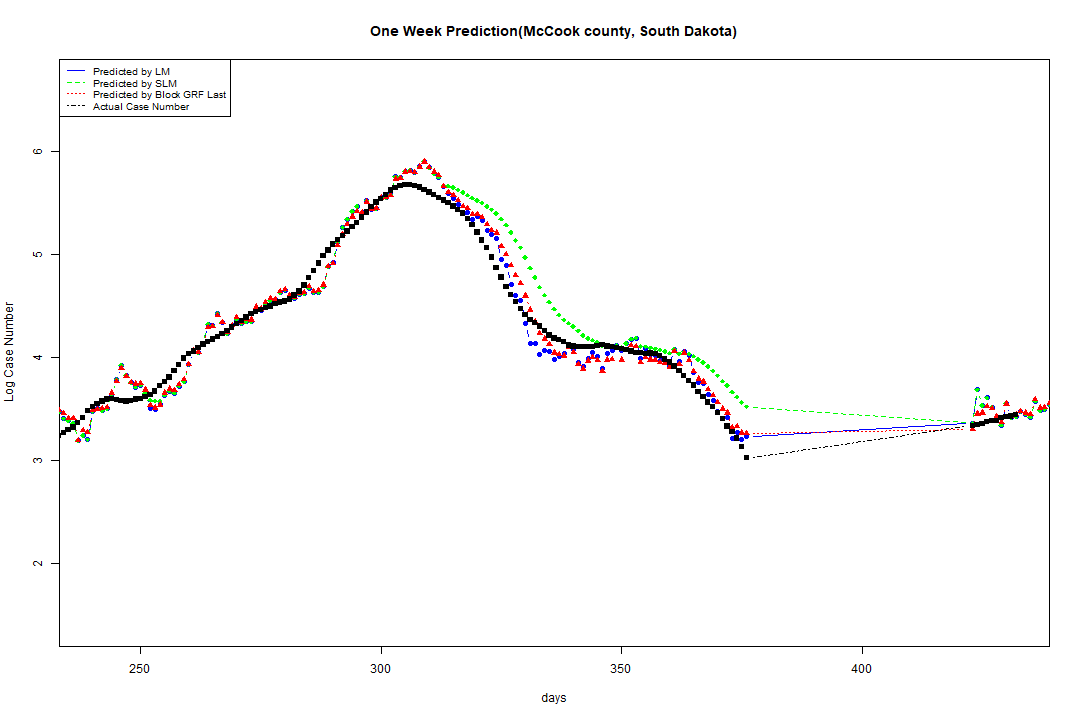 One Week Prediction(McCook county, South Dakota)
Predicted by LM
Predicted by SLM
Predicted by Block GRF Last
Actual Case Number
6
5
4
3
2
Log Case Number
250
300
350
400
days